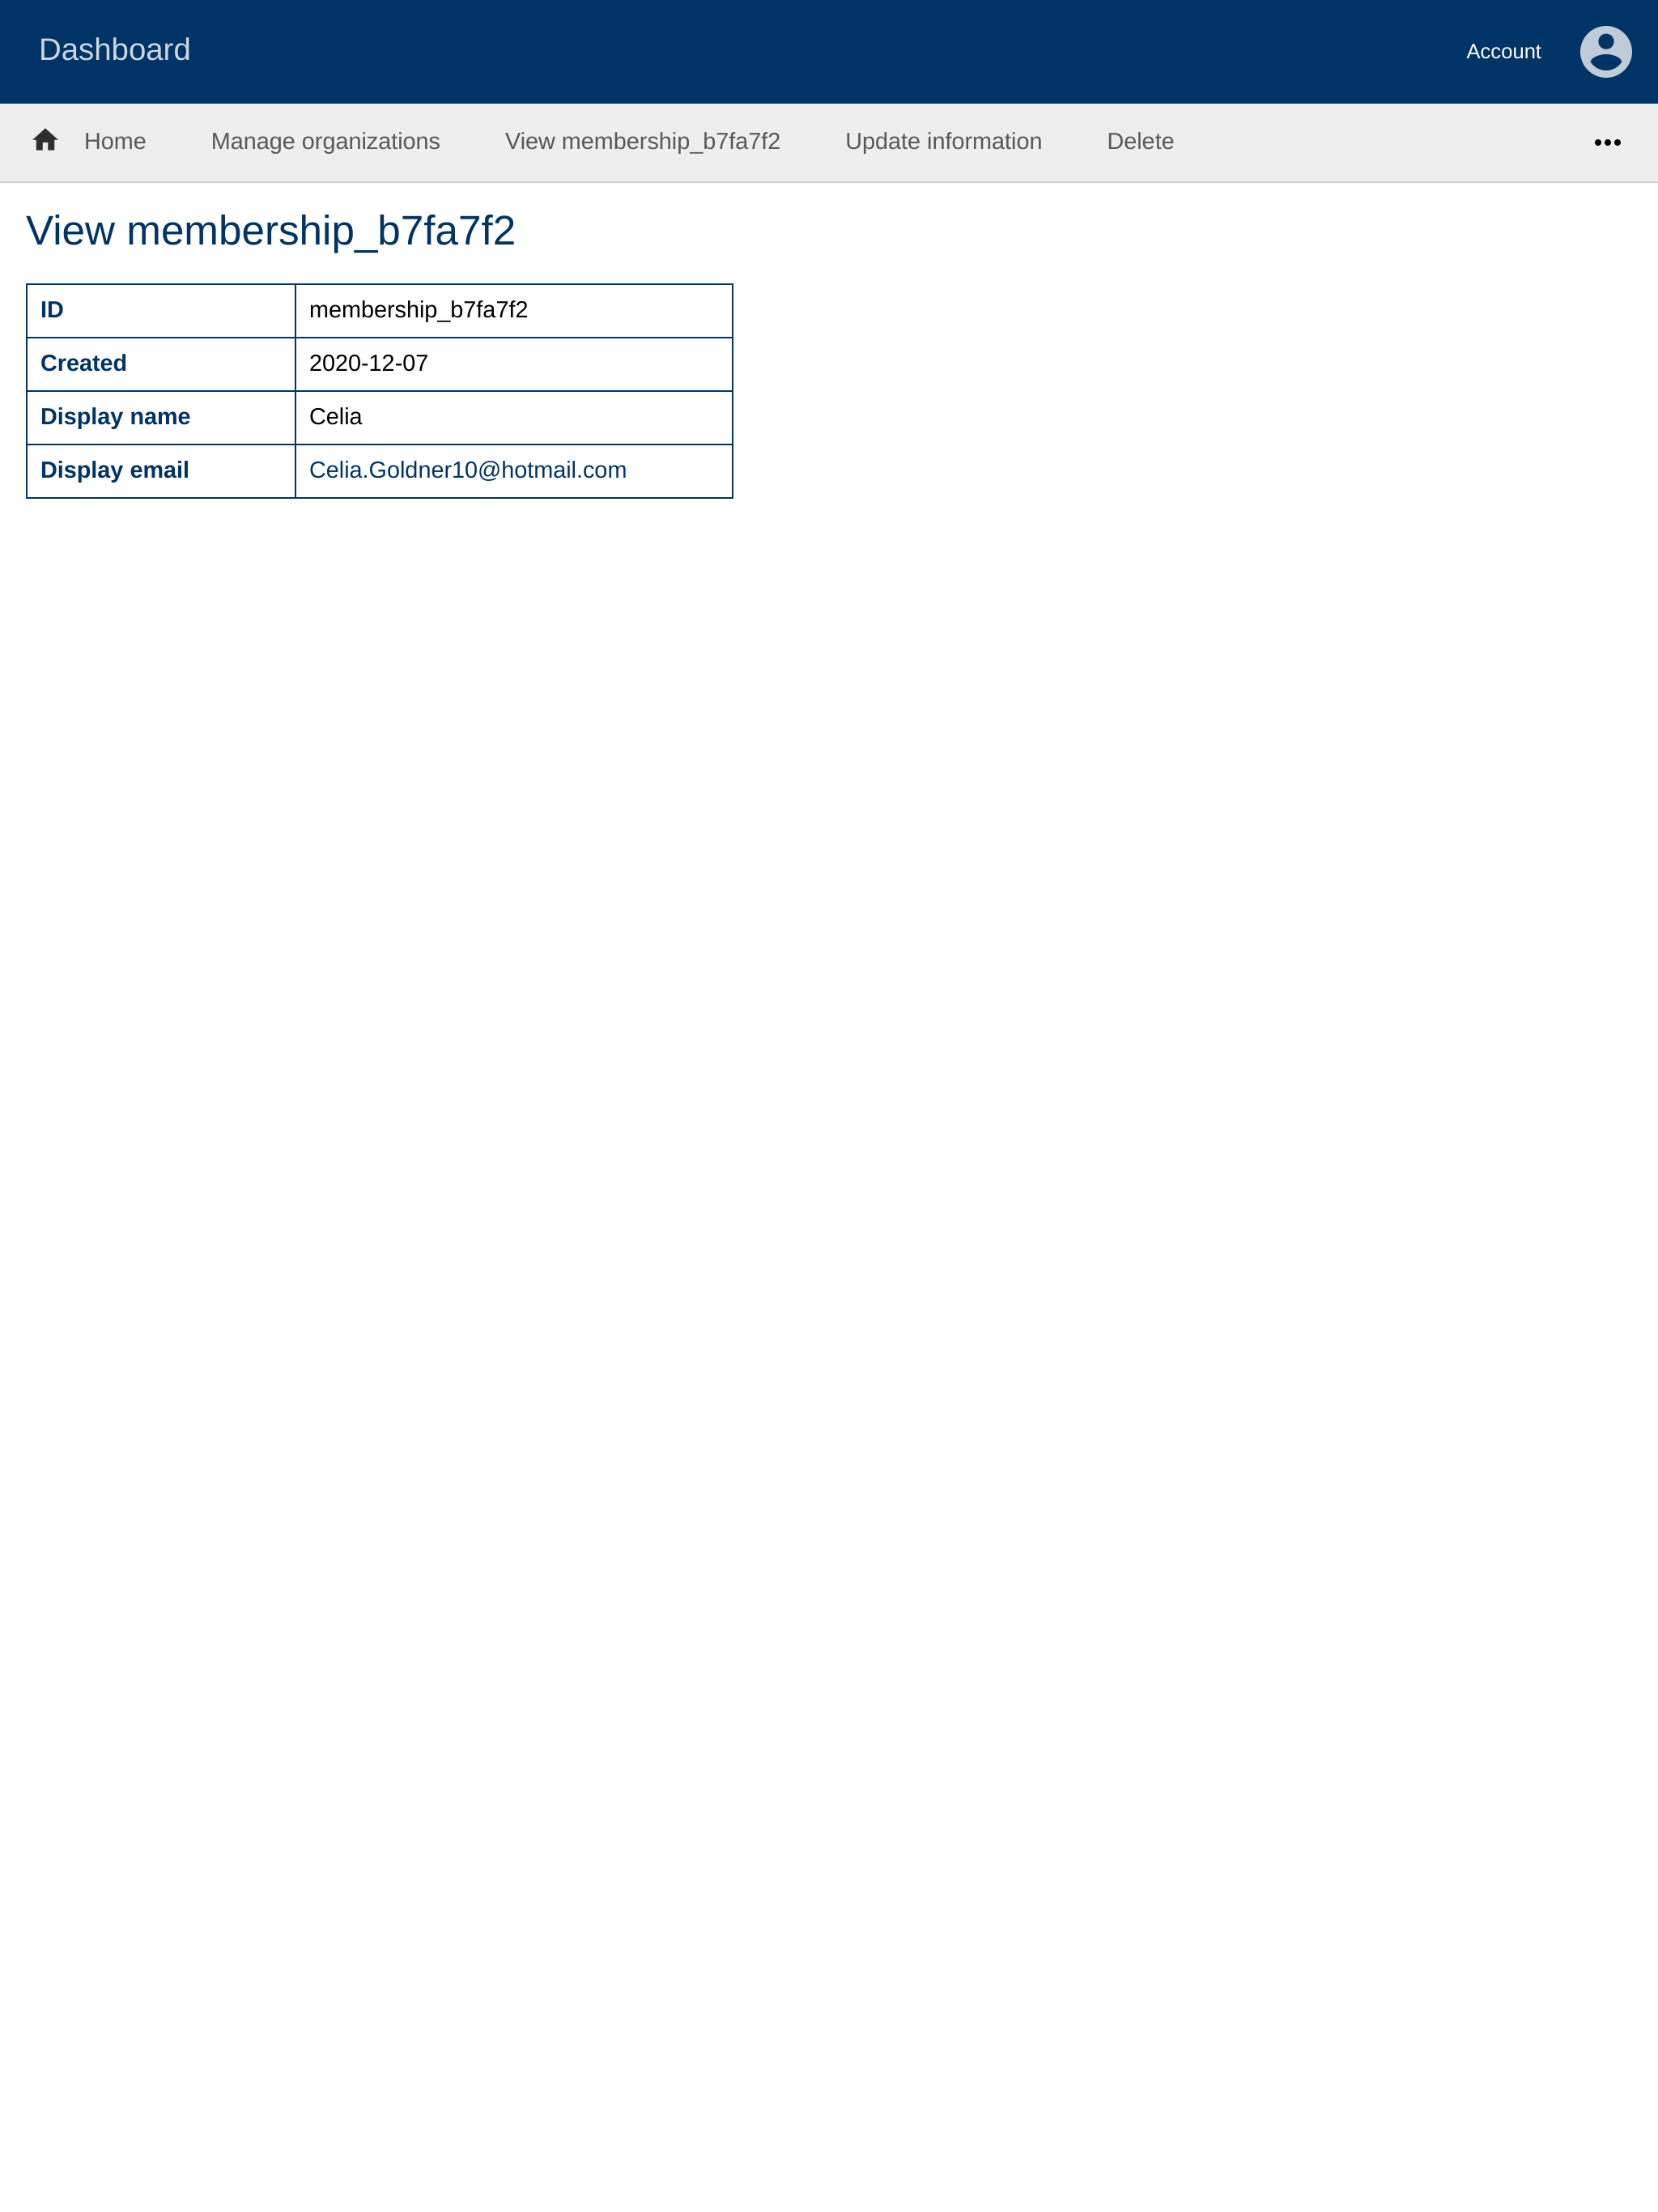 Dashboard
Account
Home Manage organizations View membership_b7fa7f2 Update information Delete
View membership_b7fa7f2
ID membership_b7fa7f2
Created 2020-12-07
Display name Celia
Display email Celia.Goldner10@hotmail.com